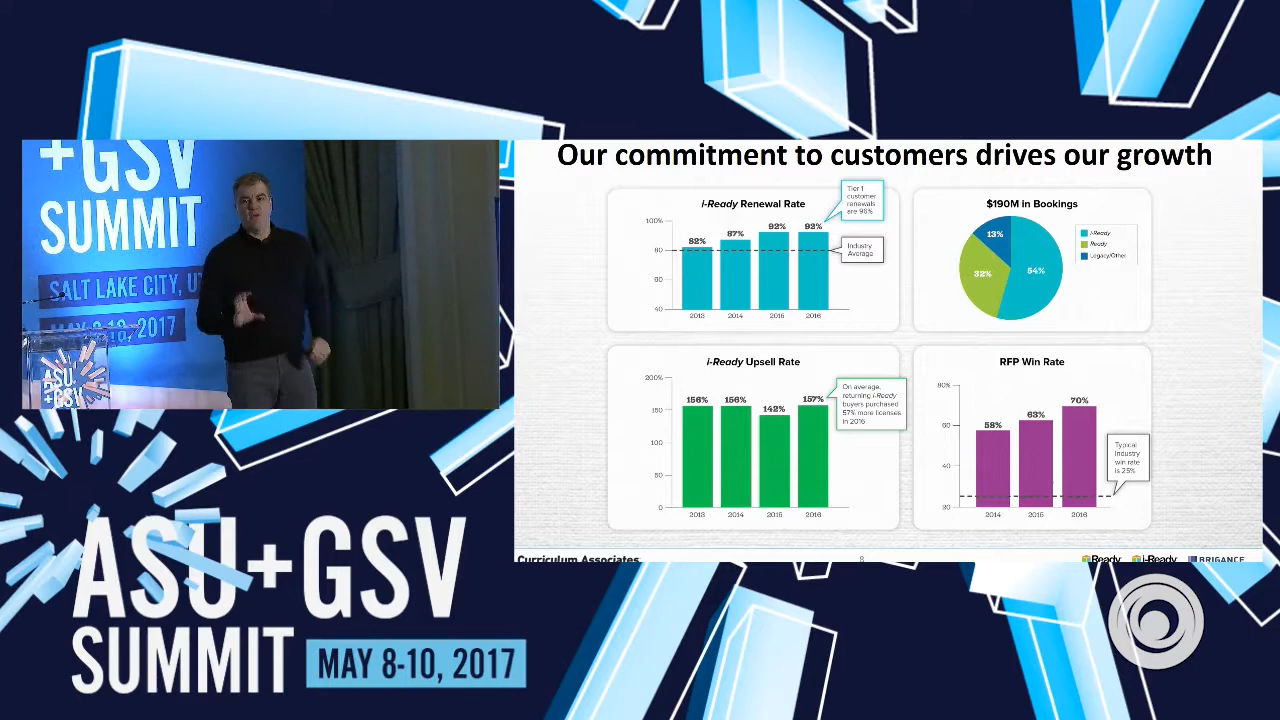 +GSV
SUMMIT
SALT LAKE CITY, UT
2017
ASU
+GSV
Our commitment to customers drives our growth
i-Ready Renewal Rate
Tier 1
customer
renewals
are 96%
100%
80
60
40
82%
87%
92%
92%
Industry
Average
2013
2014
2015
2016
$190M in Bookings
13%
32%
54%
i-Ready
Ready
Legacy/Other
i-Ready Upsell Rate
200%
150
100
50
0
156%
156%
142%
157%
On average,
returning i-Ready
buyers purchased
57% more licenses
in 2016
2013
2014
2015
2016
RFP Win Rate
80%
60
40
20
58%
63%
70%
Typical
industry
win rate
is 25%
2014
2015
2016
Curriculum Associates
8
Ready
i-Ready
BRIGANCE
ASU+GSV
SUMMIT
MAY 8-10, 2017